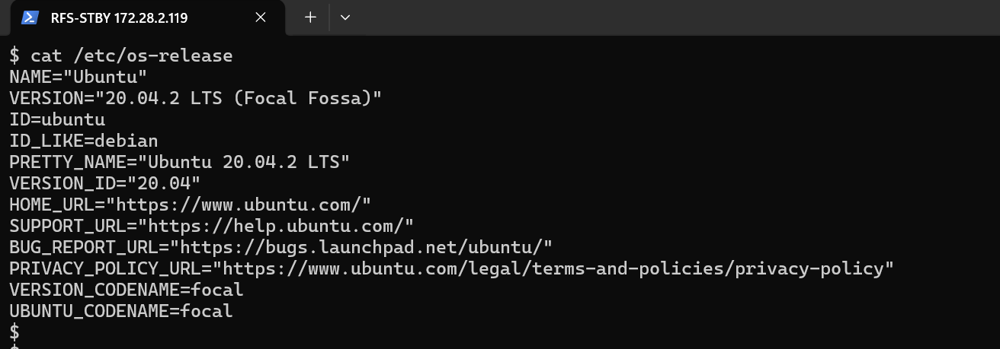 RFS-STBY 172.28.2.119
$ cat /etc/os-release
NAME="Ubuntu"
VERSION="20.04.2 LTS (Focal Fossa)"
ID=ubuntu
ID_LIKE=debian
PRETTY_NAME="Ubuntu 20.04.2 LTS"
VERSION_ID="20.04"
HOME_URL="https://www.ubuntu.com/"
SUPPORT_URL="https://help.ubuntu.com/"
BUG_REPORT_URL="https://bugs.launchpad.net/ubuntu/"
PRIVACY_POLICY_URL="https://www.ubuntu.com/legal/terms-and-policies/privacy-policy"
VERSION_CODENAME=focal
UBUNTU_CODENAME=focal
$
$